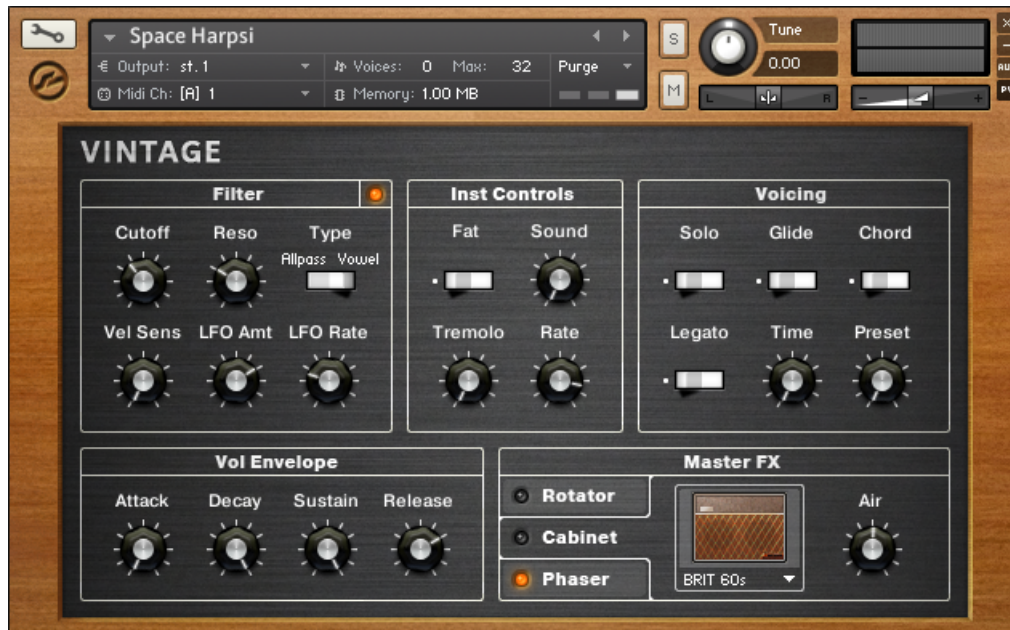 Space Harpsi
Output: st.1
Voices: 0 Max: 32
Purge
Midi Ch: [A] 1
Memory: 1.00 MB
S
M
Tune
0.00
L R
- +
AU
PV
VINTAGE
Filter
Cutoff Reso Type
Allpass Vowel
Vel Sens LFO Amt LFO Rate
Inst Controls
Fat Sound
Tremolo Rate
Voicing
Solo Glide Chord
Legato Time Preset
Vol Envelope
Attack Decay Sustain Release
Master FX
Rotator
Cabinet
Phaser
BRIT 60s
Air